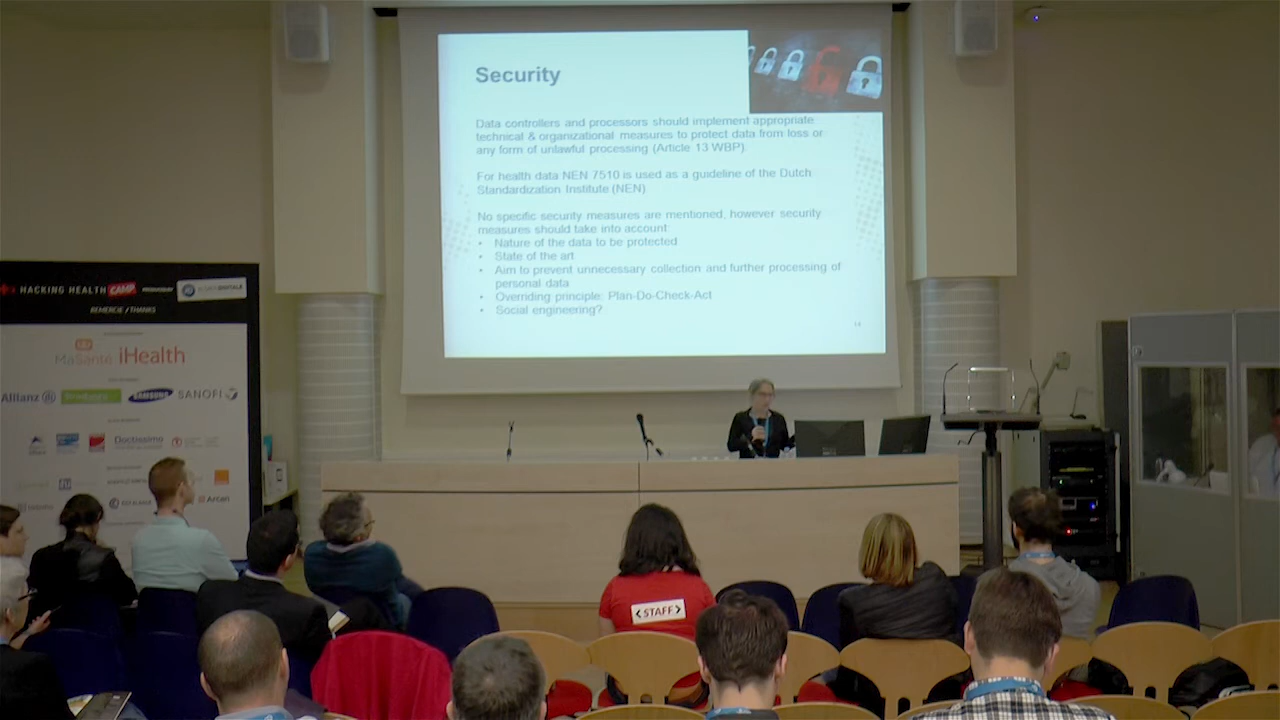 Security
Data controllers and processors should implement appropriate
technical & organizational measures to protect data from loss or
any form of unlawful processing (Article 13 WBP).
For health data NEN 7510 is used as a guideline of the Dutch
Standardization Institute (NEN)
No specific security measures are mentioned, however security
measures should take into account:
• Nature of the data to be protected
• State of the art
• Aim to prevent unnecessary collection and further processing of
personal data
• Overriding principle: Plan-Do-Check-Act
• Social engineering?
14
HACKING HEALTH CAMP
REMERCIE / THANKS
MaSanté iHealth
Allianz
SAMSUNG
SANOFI
Doctissimo
Arcen
<STAFF>